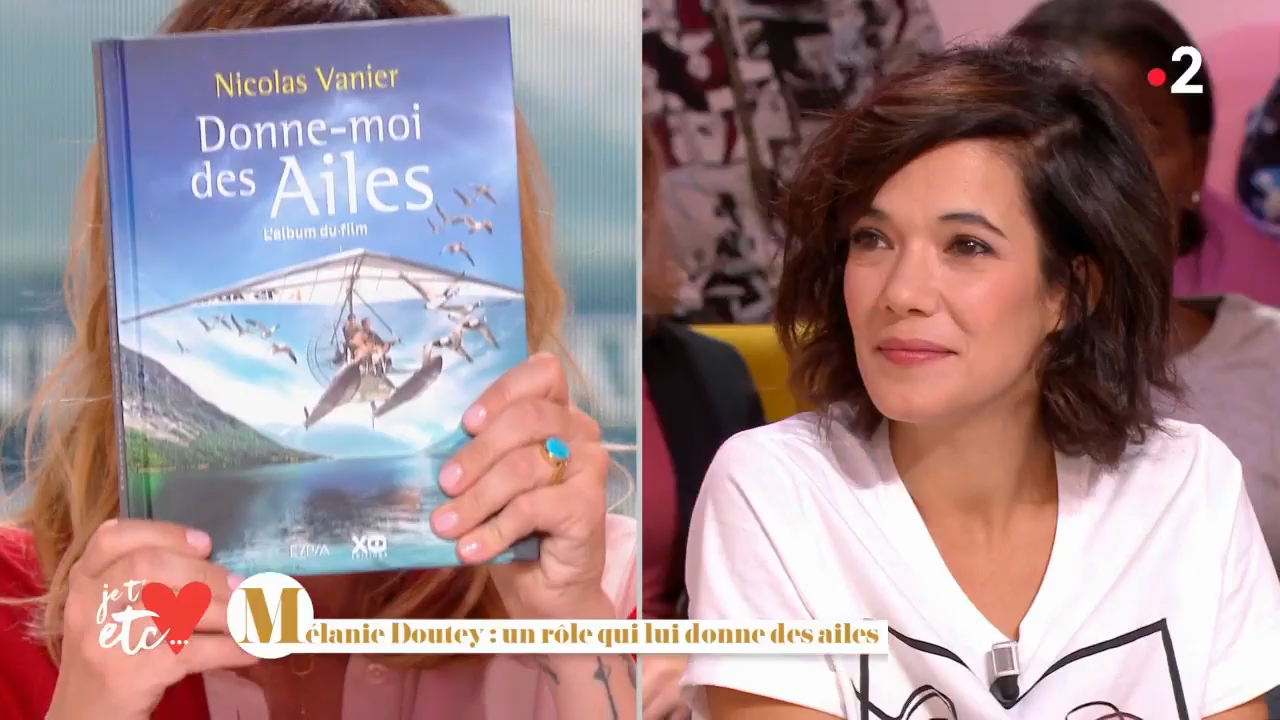 Nicolas Vanier
Donne-moi
des Ailes
L'album du film
XO
EDITIONS
2
je t'
etc...
Mélanie Doutey : un rôle qui lui donne des ailes